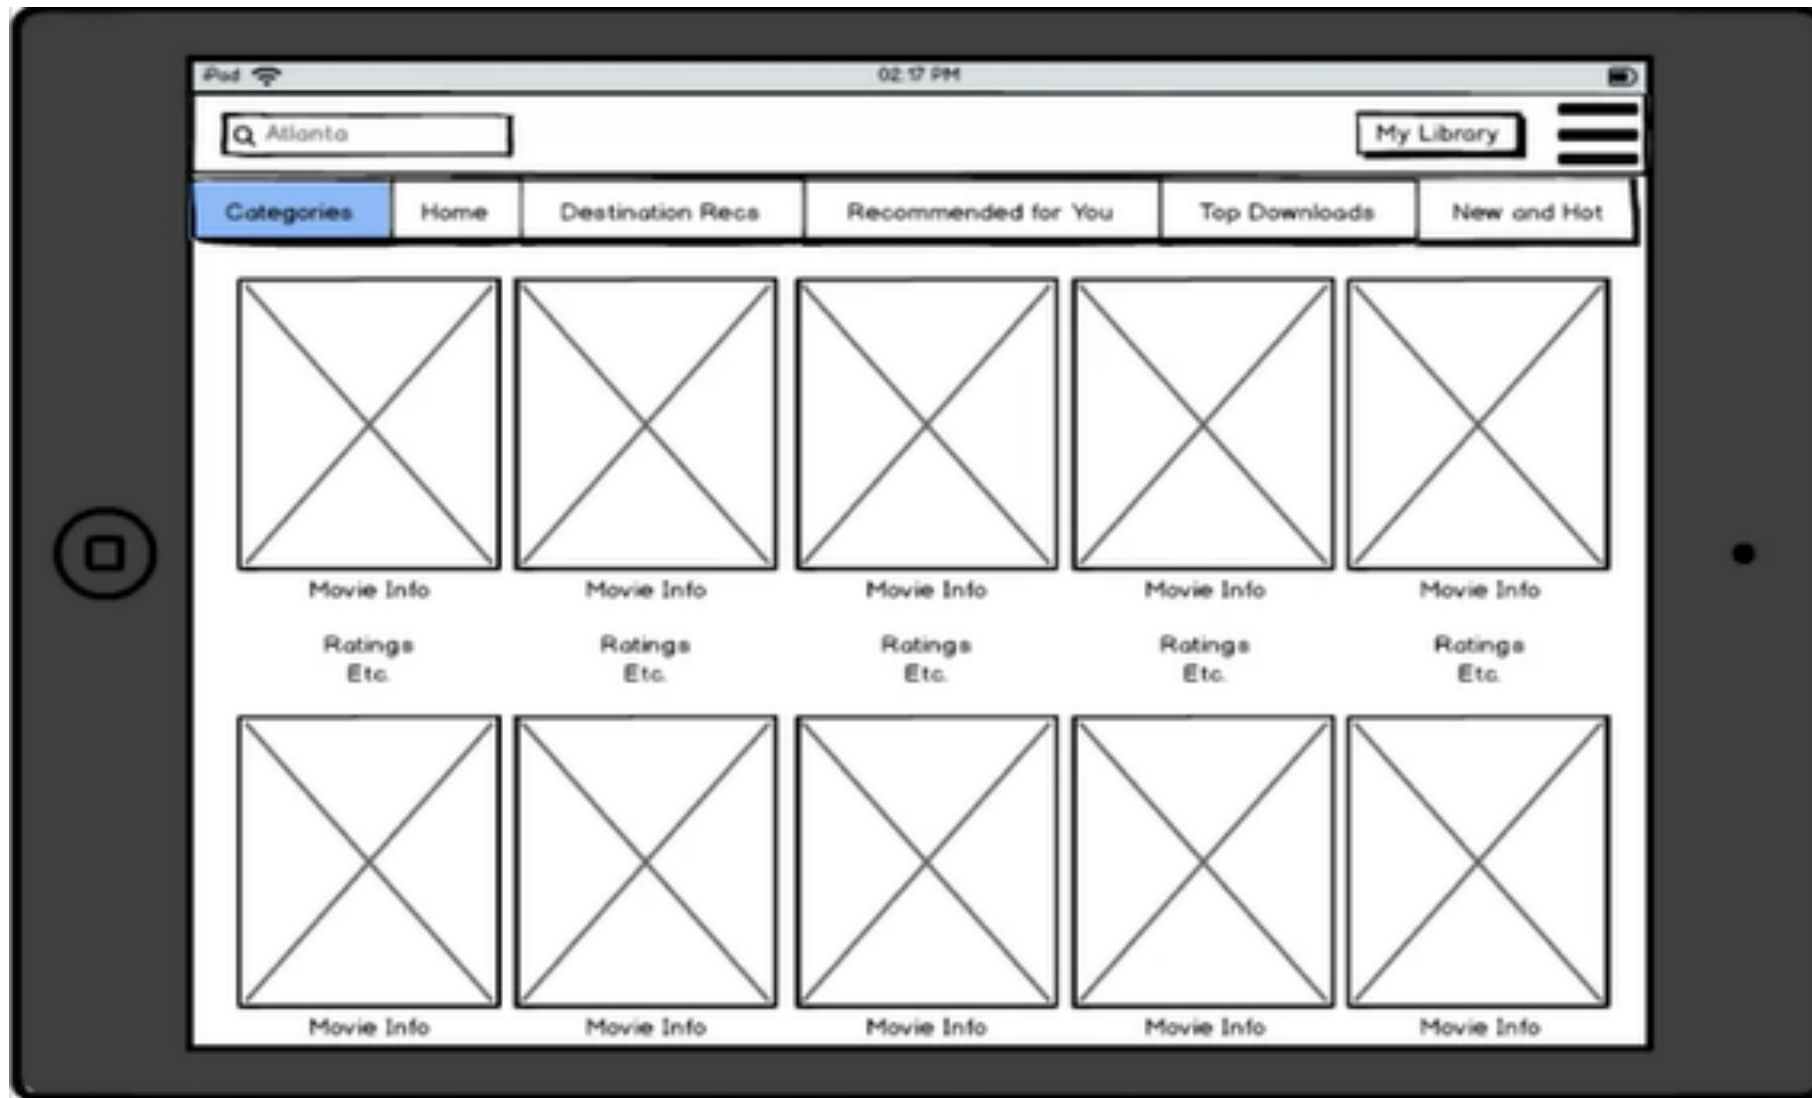 iPad 02:17 PM
Atlanta My Library
Categories Home Destination Recs Recommended for You Top Downloads New and Hot
Movie Info Movie Info Movie Info Movie Info Movie Info
Ratings Ratings Ratings Ratings Ratings
Etc. Etc. Etc. Etc. Etc.
Movie Info Movie Info Movie Info Movie Info Movie Info